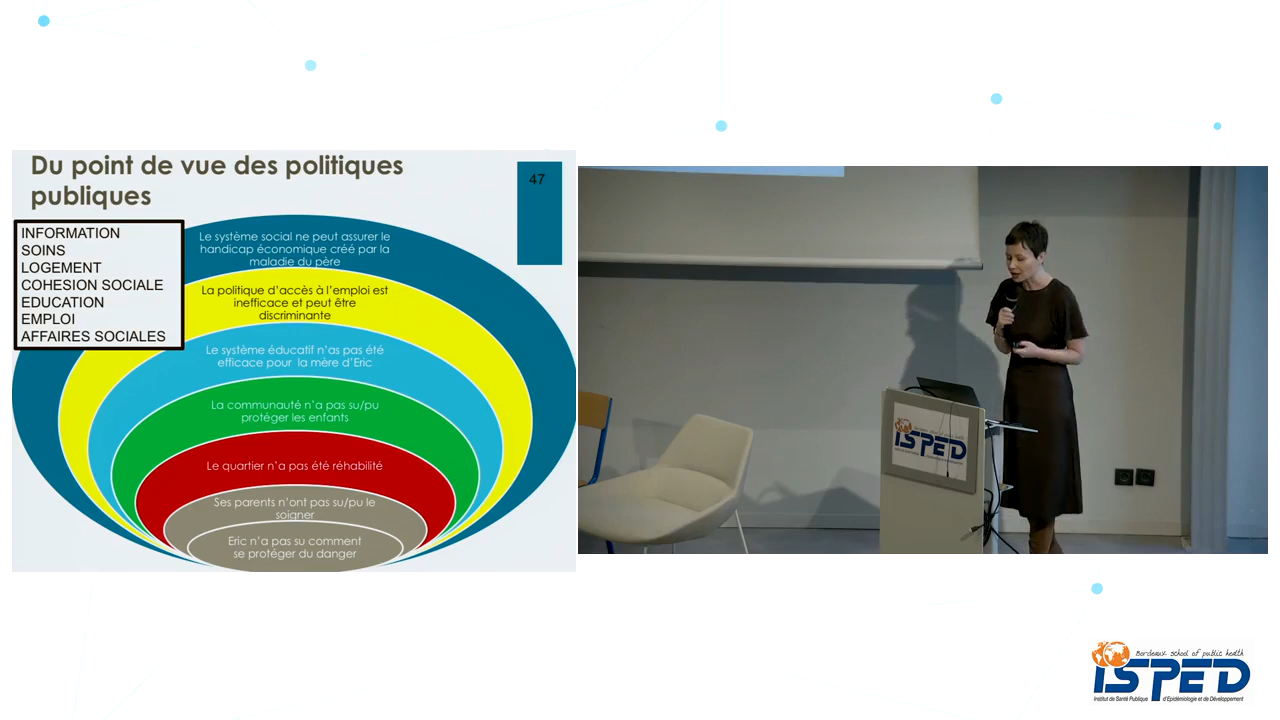 Du point de vue des politiques
publiques
47
INFORMATION
SOINS
LOGEMENT
COHESION SOCIALE
EDUCATION
EMPLOI
AFFAIRES SOCIALES
Le système social ne peut assurer le
handicap économique créé par la
maladie du père
La politique d'accès à l'emploi est
inefficace et peut être
discriminante
Le système éducatif n'as pas été
efficace pour la mère d'Eric
La communauté n'a pas su/pu
protéger les enfants
Le quartier n'a pas été réhabilité
Ses parents n'ont pas su/pu le
soigner
Eric n'a pas su comment
se protéger du danger
ISPED
Bordeaux school of public health
ISPED
Institut de Santé Publique d'Epidémiologie et de Développement